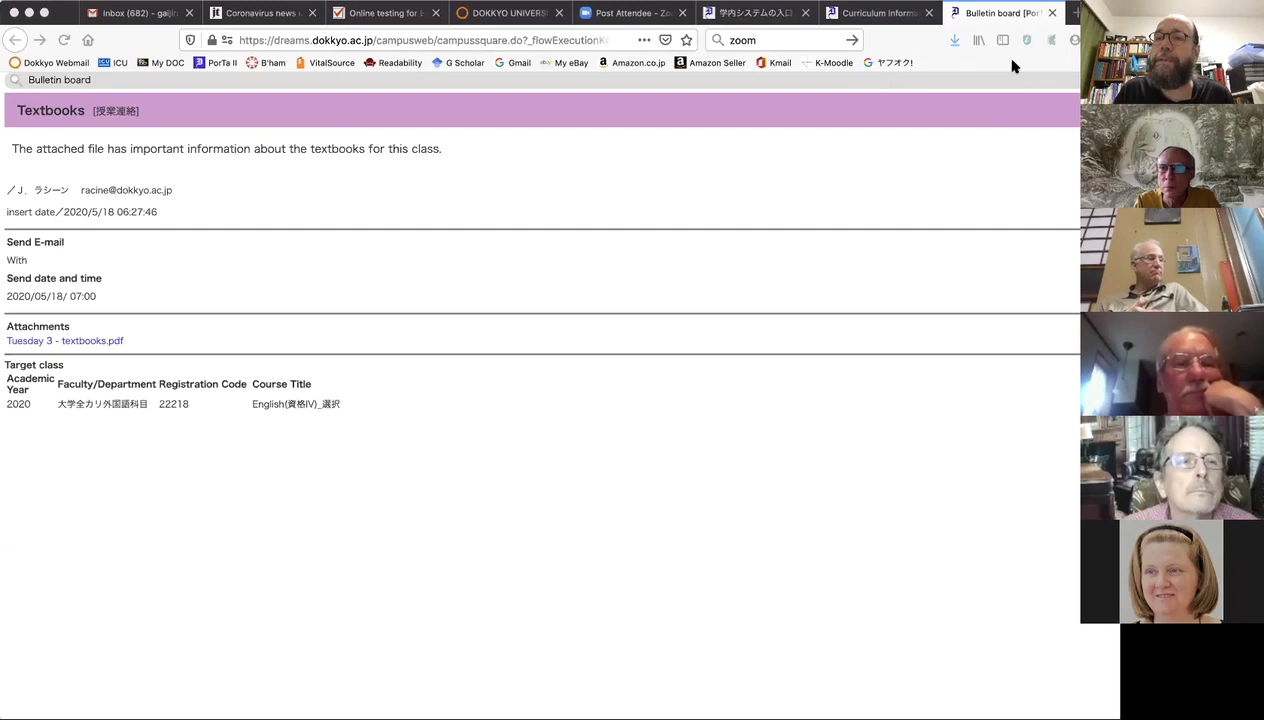 Inbox (682) - gaijin
Coronavirus news
Online testing for
DOKKYO UNIVERSI
Post Attendee - Zo
学内システムの入口
Curriculum Informa
Bulletin board [PorT
https://dreams.dokkyo.ac.jp/campusweb/campussquare.do?_flowExecutionKe
zoom
Dokkyo Webmail
ICU ICU
My DOC
PorTa II
B'ham
VitalSource
Readability
G Scholar
Gmail
My eBay
Amazon.co.jp
Amazon Seller
Kmail
K-Moodle
ヤフオク!
Bulletin board
Textbooks [授業連絡]
The attached file has important information about the textbooks for this class.
／J．ラシーン racine@dokkyo.ac.jp
insert date／2020/5/18 06:27:46
Send E-mail
With
Send date and time
2020/05/18/ 07:00
Attachments
Tuesday 3 - textbooks.pdf
Target class
Academic Year Faculty/Department Registration Code Course Title
2020 大学全カリ外国語科目 22218 English(資格IV)_選択